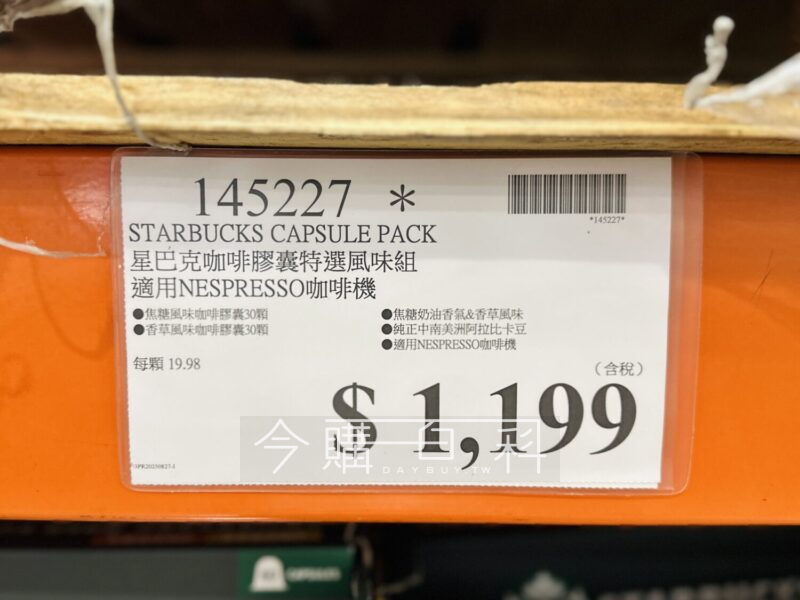 145227 *
*145227*
STARBUCKS CAPSULE PACK
星巴克咖啡膠囊特選風味組
適用NESPRESSO咖啡機
●焦糖風味咖啡膠囊30顆
●香草風味咖啡膠囊30顆
●焦糖奶油香氣&香草風味
●純正中南美洲阿拉比卡豆
●適用NESPRESSO咖啡機
每顆 19.98
(含稅)
$ 1,199
今購百科
DAYBUY.TW
CAPSULES